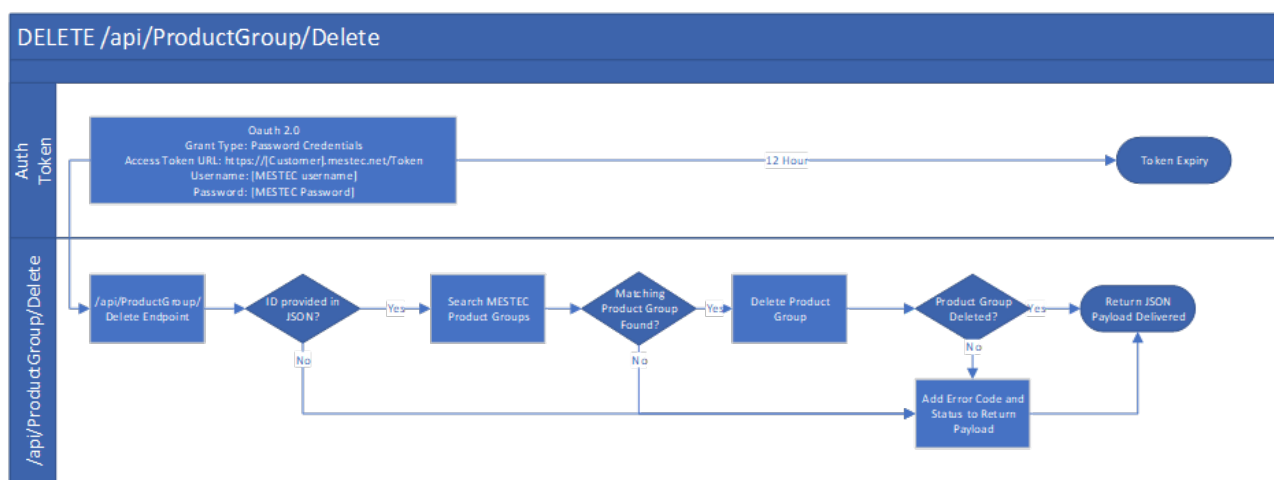 DELETE /api/ProductGroup/Delete
Auth
Token
Oauth 2.0
Grant Type: Password Credentials
Access Token URL: https://[Customer].mestec.net/Token
Username: [MESTEC username]
Password: [MESTEC Password]
12 Hour
Token Expiry
/api/ProductGroup/Delete
/api/ProductGroup/
Delete Endpoint
ID provided in
JSON?
Yes
No
Search MESTEC
Product Groups
Matching
Product Group
Found?
Yes
No
Delete Product
Group
Product Group
Deleted?
Yes
No
Return JSON
Payload Delivered
Add Error Code and
Status to Return
Payload